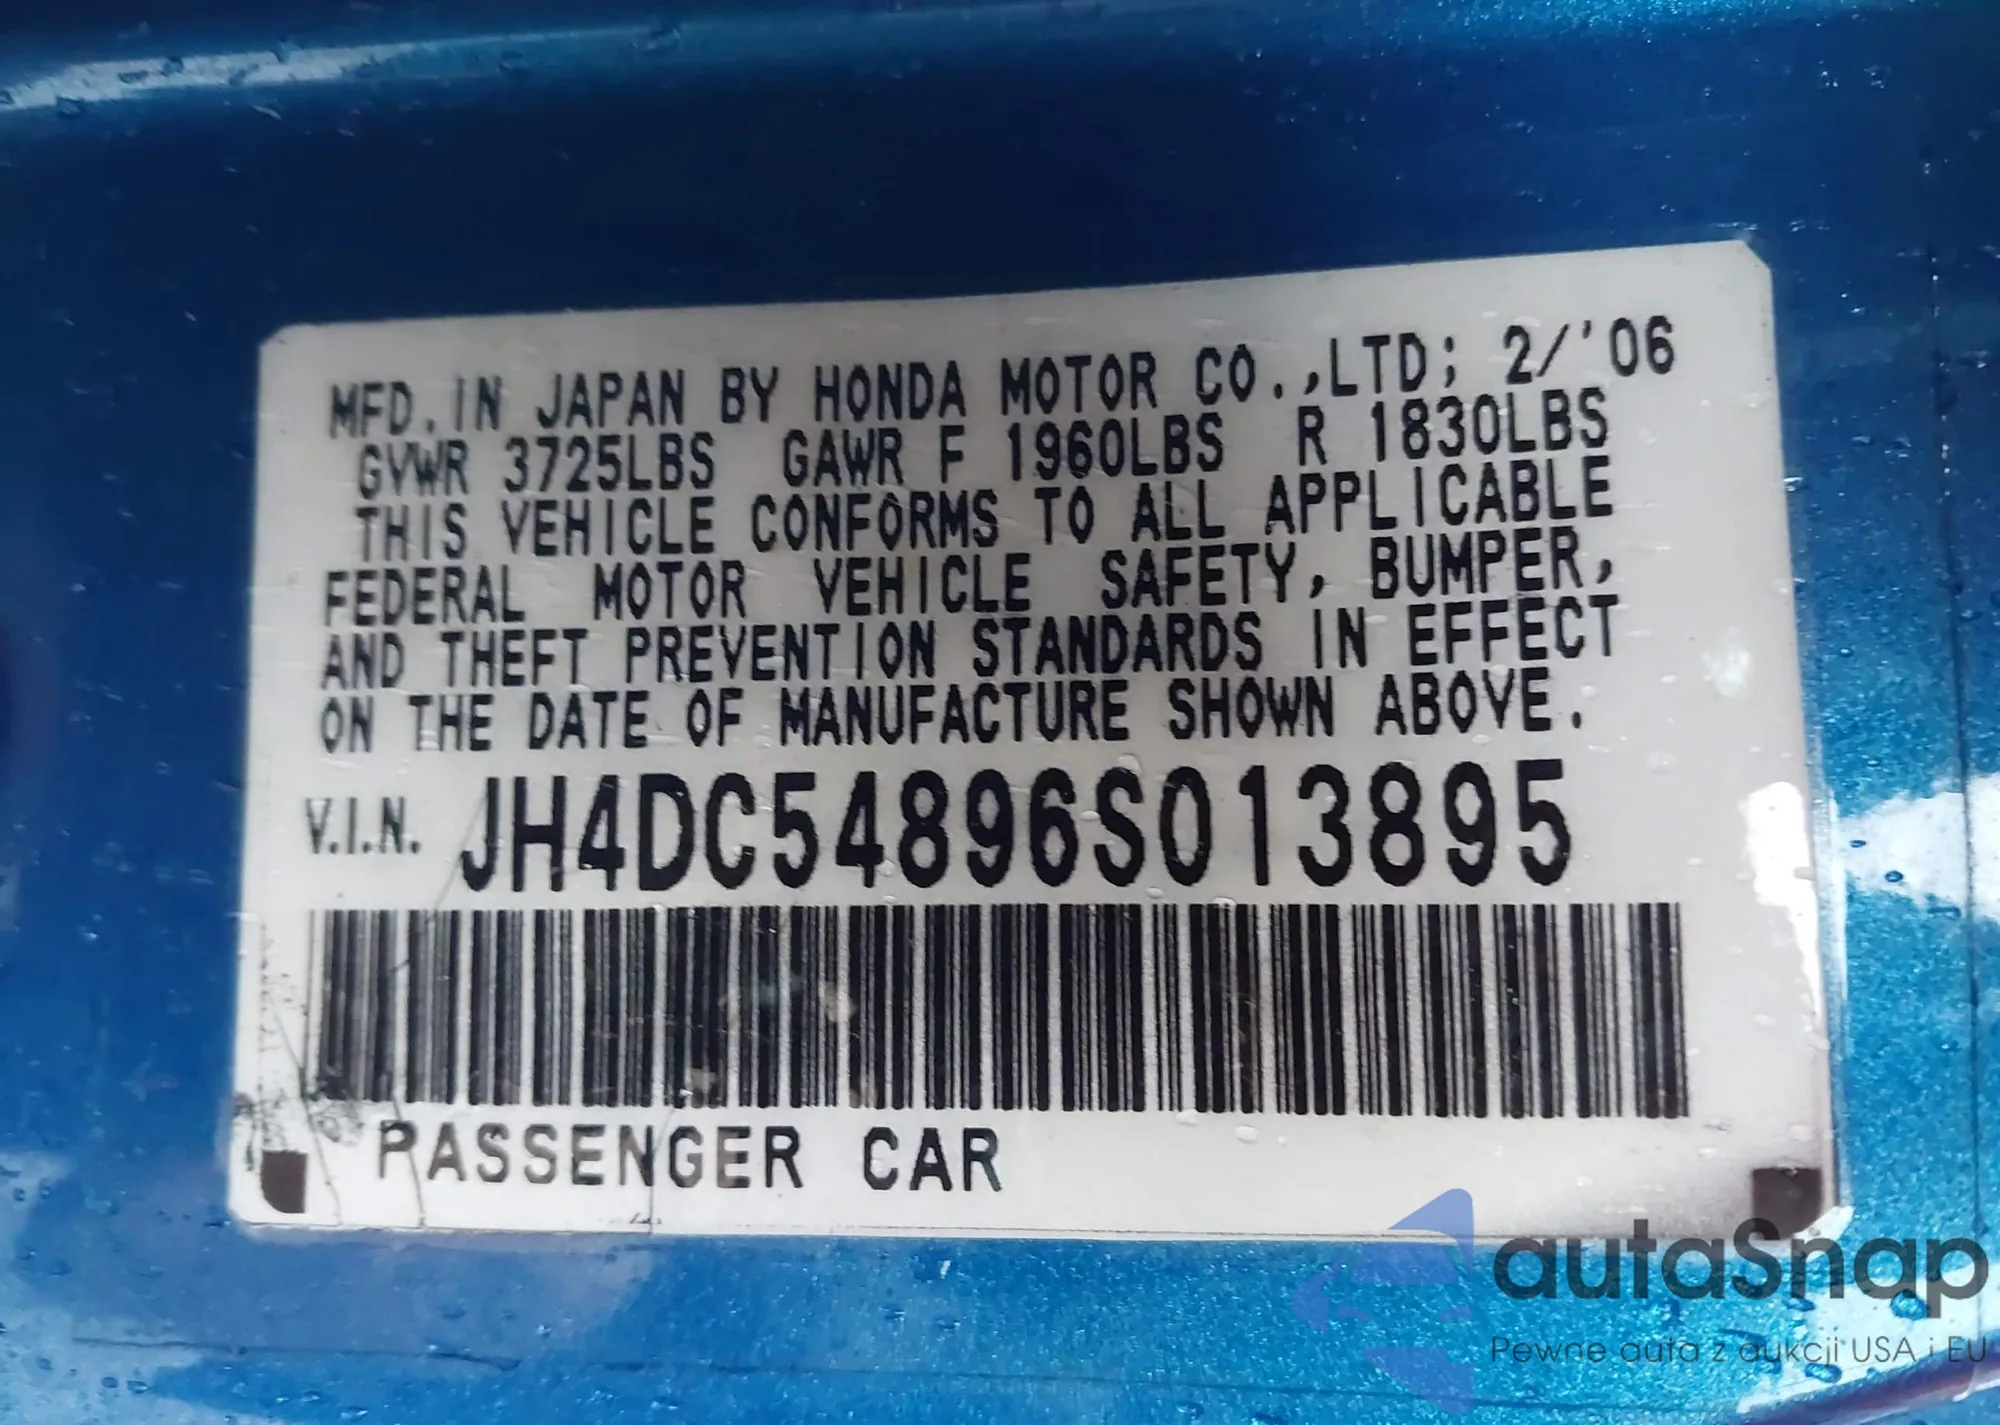 MFD. IN JAPAN BY HONDA MOTOR CO.,LTD; 2/'06
GVWR 3725LBS GAWR F 1960LBS R 1830LBS
THIS VEHICLE CONFORMS TO ALL APPLICABLE
FEDERAL MOTOR VEHICLE SAFETY, BUMPER,
AND THEFT PREVENTION STANDARDS IN EFFECT
ON THE DATE OF MANUFACTURE SHOWN ABOVE.
V.I.N. JH4DC54896S013895
PASSENGER CAR
autaSnap
Pewne auta z aukcji USA i EU